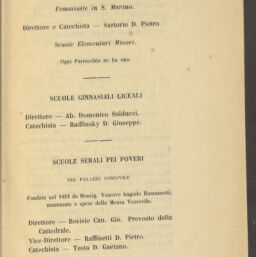 Femminile in S. Marino.
Direttore e Catechista — Sartorio D. Pietro
Scuole Elementari Minori.
Ogni Parrocchia ne ha una.
SCUOLE GINNASIALI LICEALI
Direttore — Ab. Domenico Salducci.
Catechista — Radlinsky D. Giuseppe.
SCUOLE SERALI PEI POVERI
NEL PALAZZO VESCOVILE
Fondate nel 1854 da Monsig. Vescovo Angiolo Ramazzotti,
mantenute a spese della Mensa Vescovile.
Direttore — Bosisio Can. Gio. Prevosto della
Cattedrale.
Vice-Direttore — Raffinetti D. Pietro.
Catechista — Testa D. Gaetano.